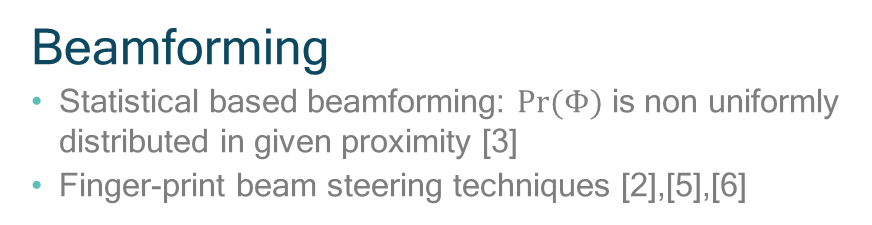 Beamforming
• Statistical based beamforming: Pr(Φ) is non uniformly
distributed in given proximity [3]
• Finger-print beam steering techniques [2],[5],[6]